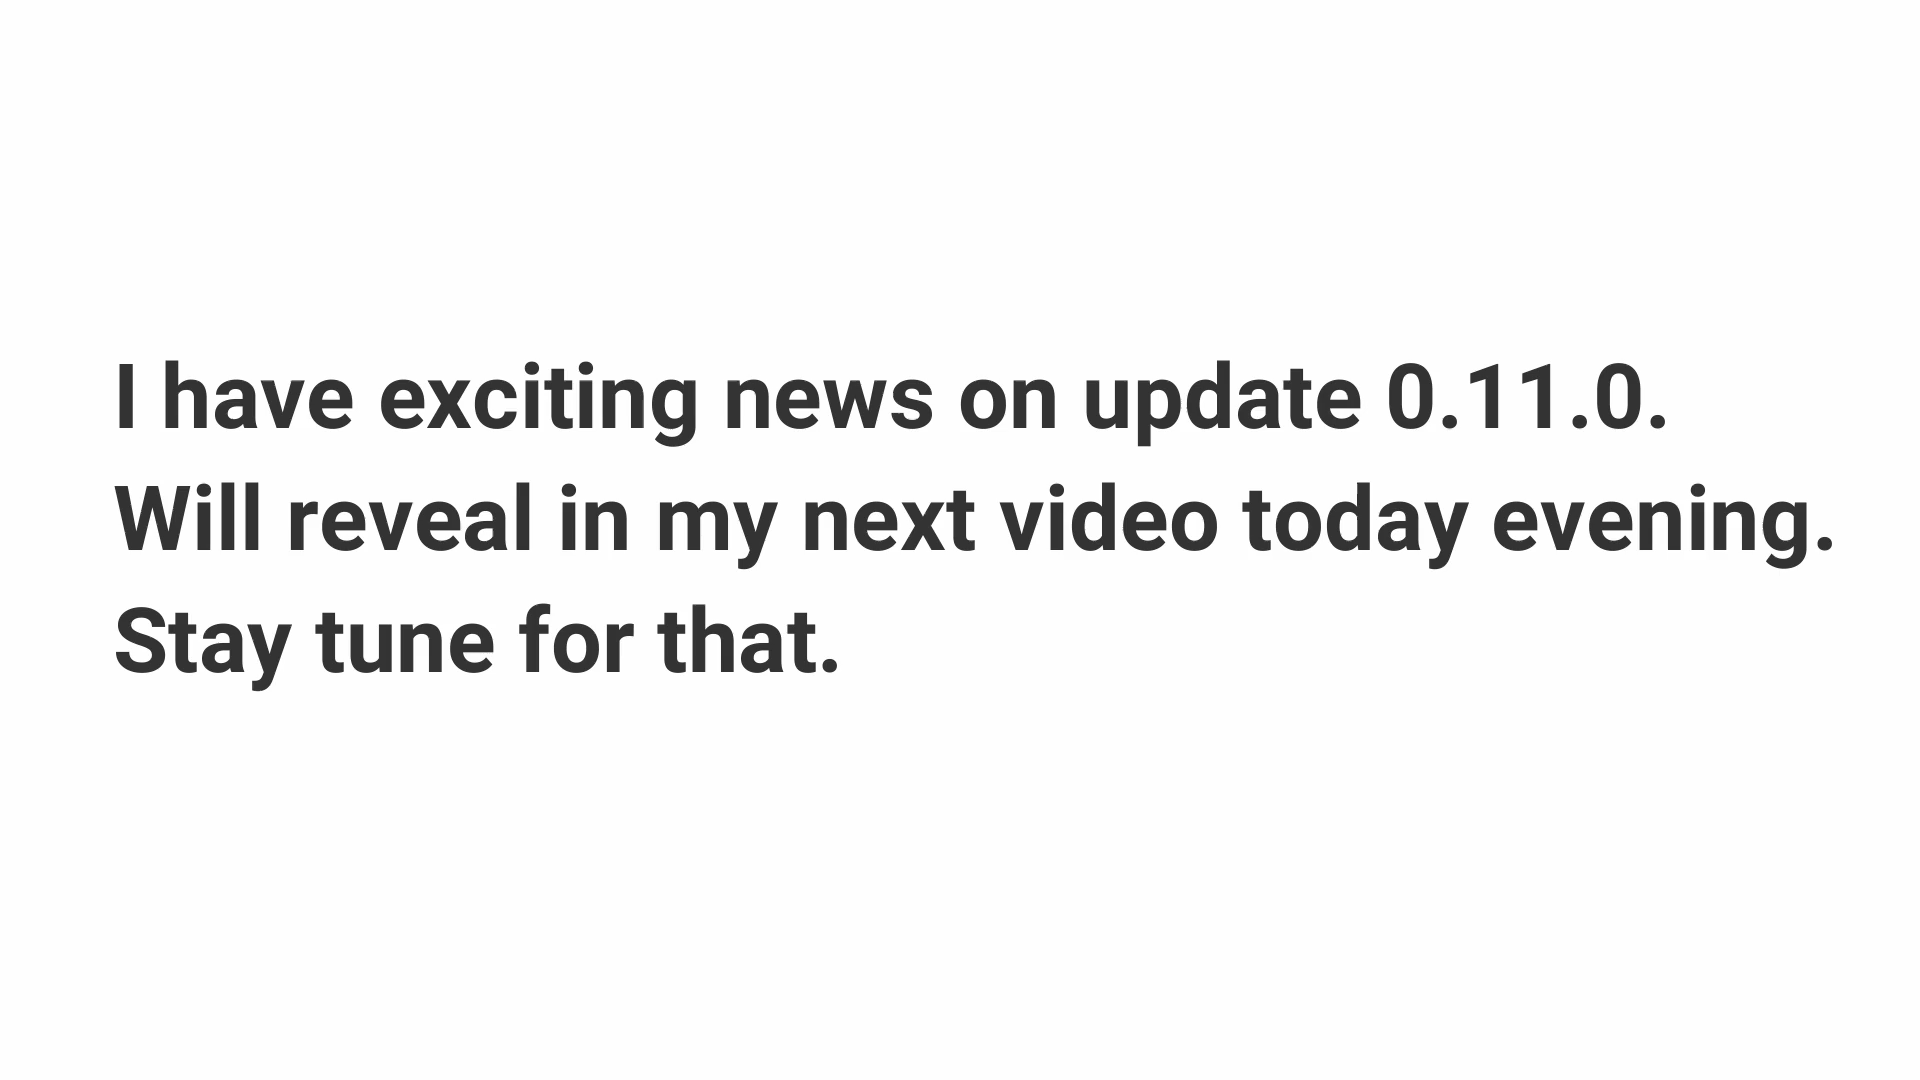 I have exciting news on update 0.11.0.
Will reveal in my next video today evening.
Stay tune for that.